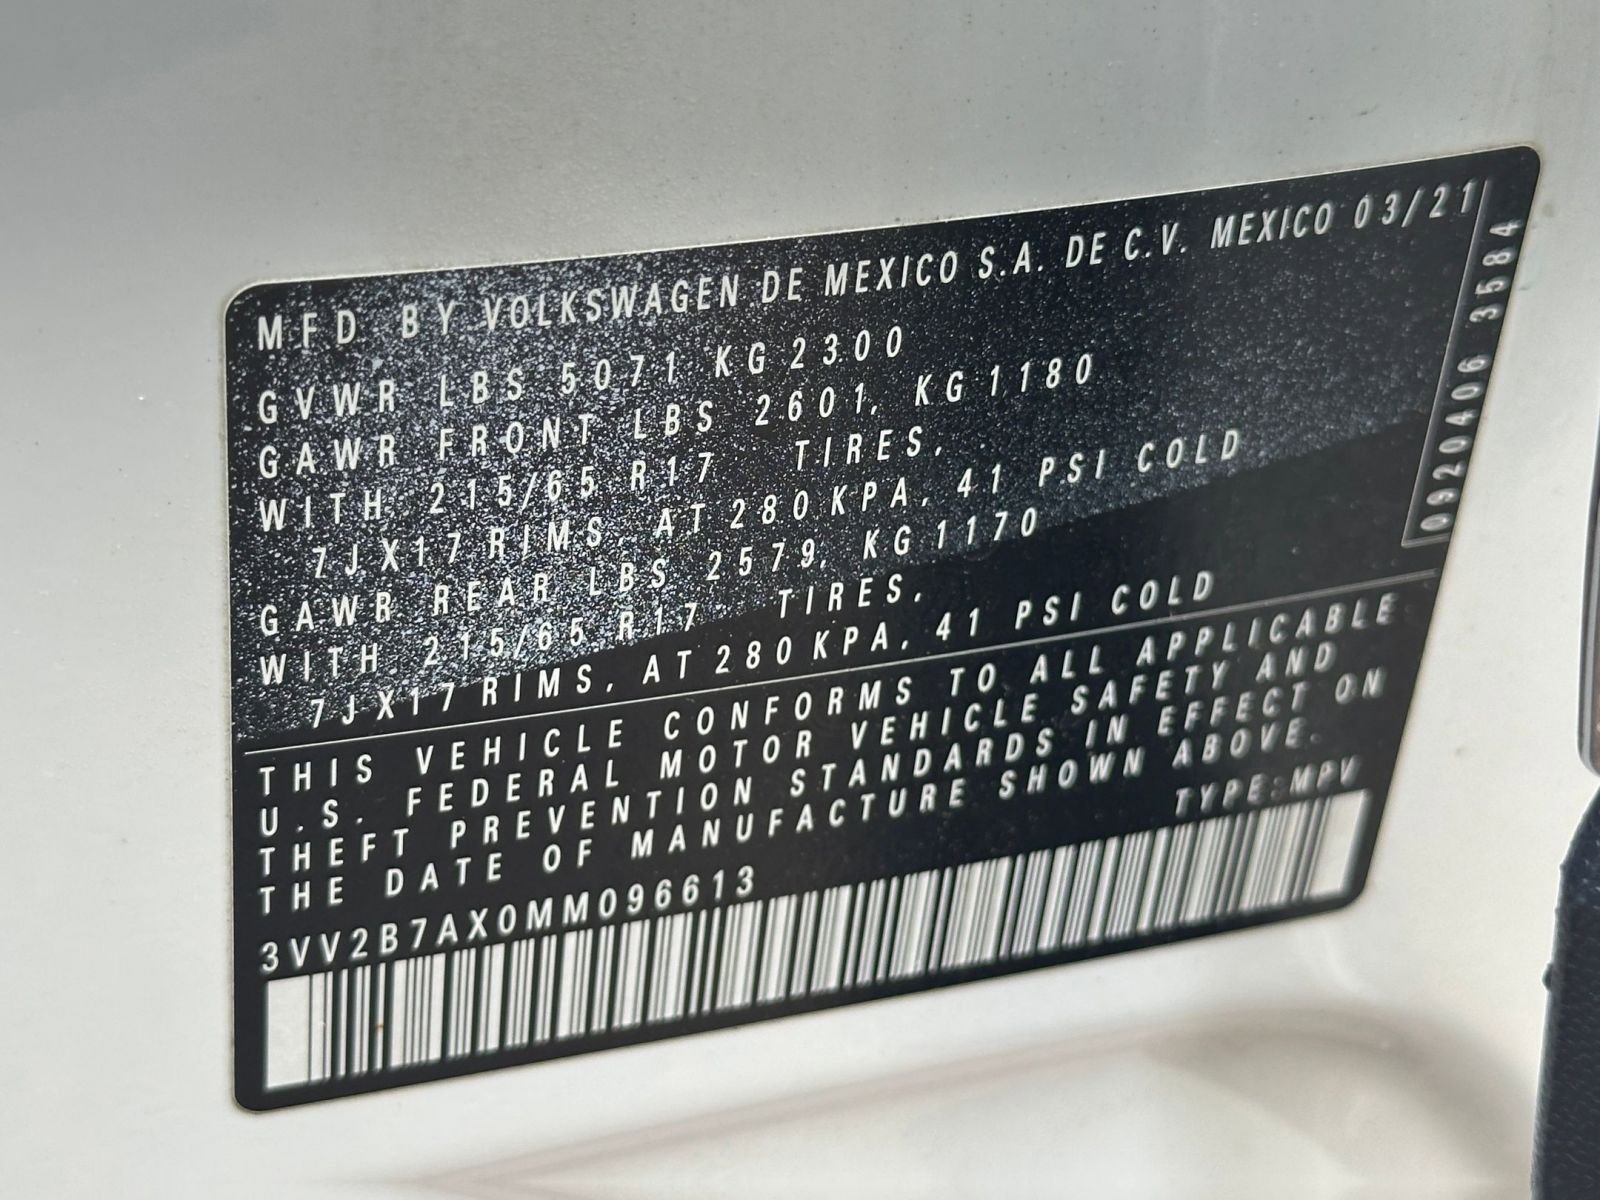 MFD BY VOLKSWAGEN DE MEXICO S.A. DE C.V. MEXICO 03/21
GVWR LBS 5071 KG 2300
GAWR FRONT LBS 2601, KG 1180
WITH 215/65 R17 TIRES,
7JX17 RIMS, AT 280 KPA, 41 PSI COLD
GAWR REAR LBS 2579, KG 1170
WITH 215/65 R17 TIRES,
7JX17 RIMS, AT 280 KPA, 41 PSI COLD
THIS VEHICLE CONFORMS TO ALL APPLICABLE
U.S. FEDERAL MOTOR VEHICLE SAFETY AND
THEFT PREVENTION STANDARDS IN EFFECT ON
THE DATE OF MANUFACTURE SHOWN ABOVE.
TYPE: MPV
3VV2B7AX0MM096613
0920406 3584